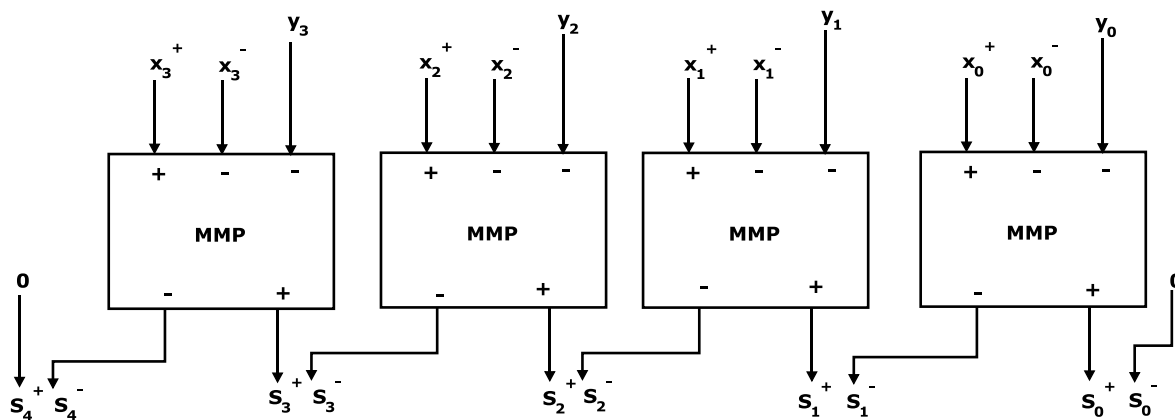 y₃ y₂ y₁ y₀
x₃⁺ x₃⁻ x₂⁺ x₂⁻ x₁⁺ x₁⁻ x₀⁺ x₀⁻
+ - - + - - + - - + - -
MMP MMP MMP MMP
0 - + - + - + - + 0
S₄⁺ S₄⁻ S₃⁺ S₃⁻ S₂⁺ S₂⁻ S₁⁺ S₁⁻ S₀⁺ S₀⁻